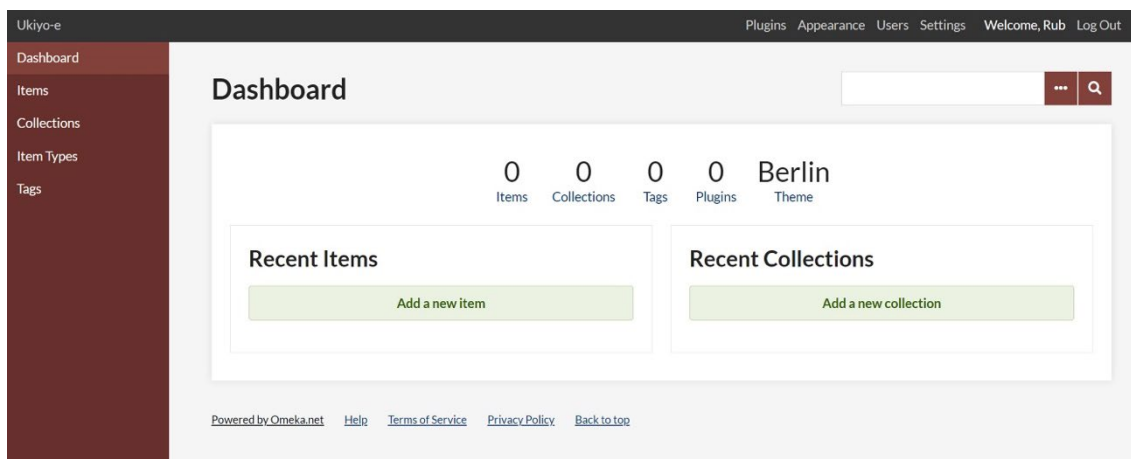 Ukiyo-e Plugins Appearance Users Settings Welcome, Rub Log Out
Dashboard
Items
Collections
Item Types
Tags
Dashboard
0 0 0 0 Berlin
Items Collections Tags Plugins Theme
Recent Items
Add a new item
Recent Collections
Add a new collection
Powered by Omeka.net Help Terms of Service Privacy Policy Back to top